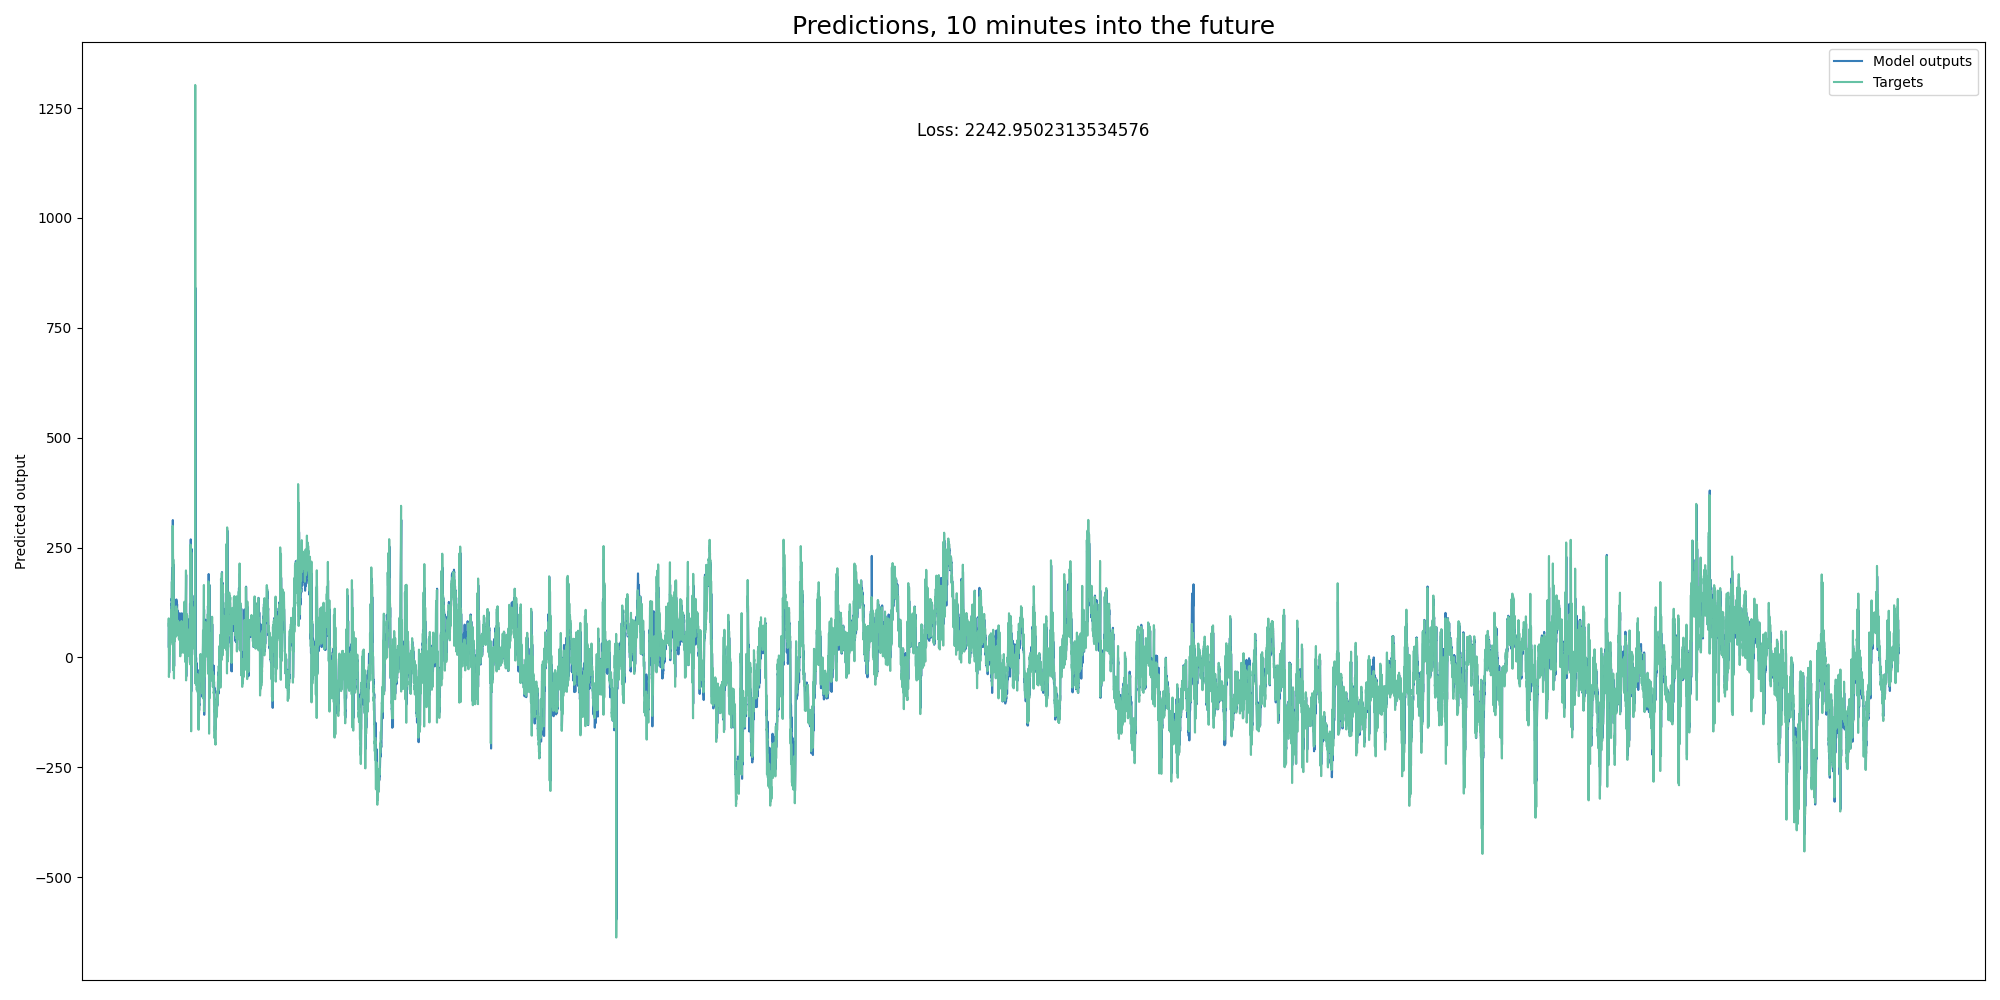 Predictions, 10 minutes into the future
Model outputs
Targets
Loss: 2242.9502313534576
Predicted output
1250
1000
750
500
250
0
−250
−500